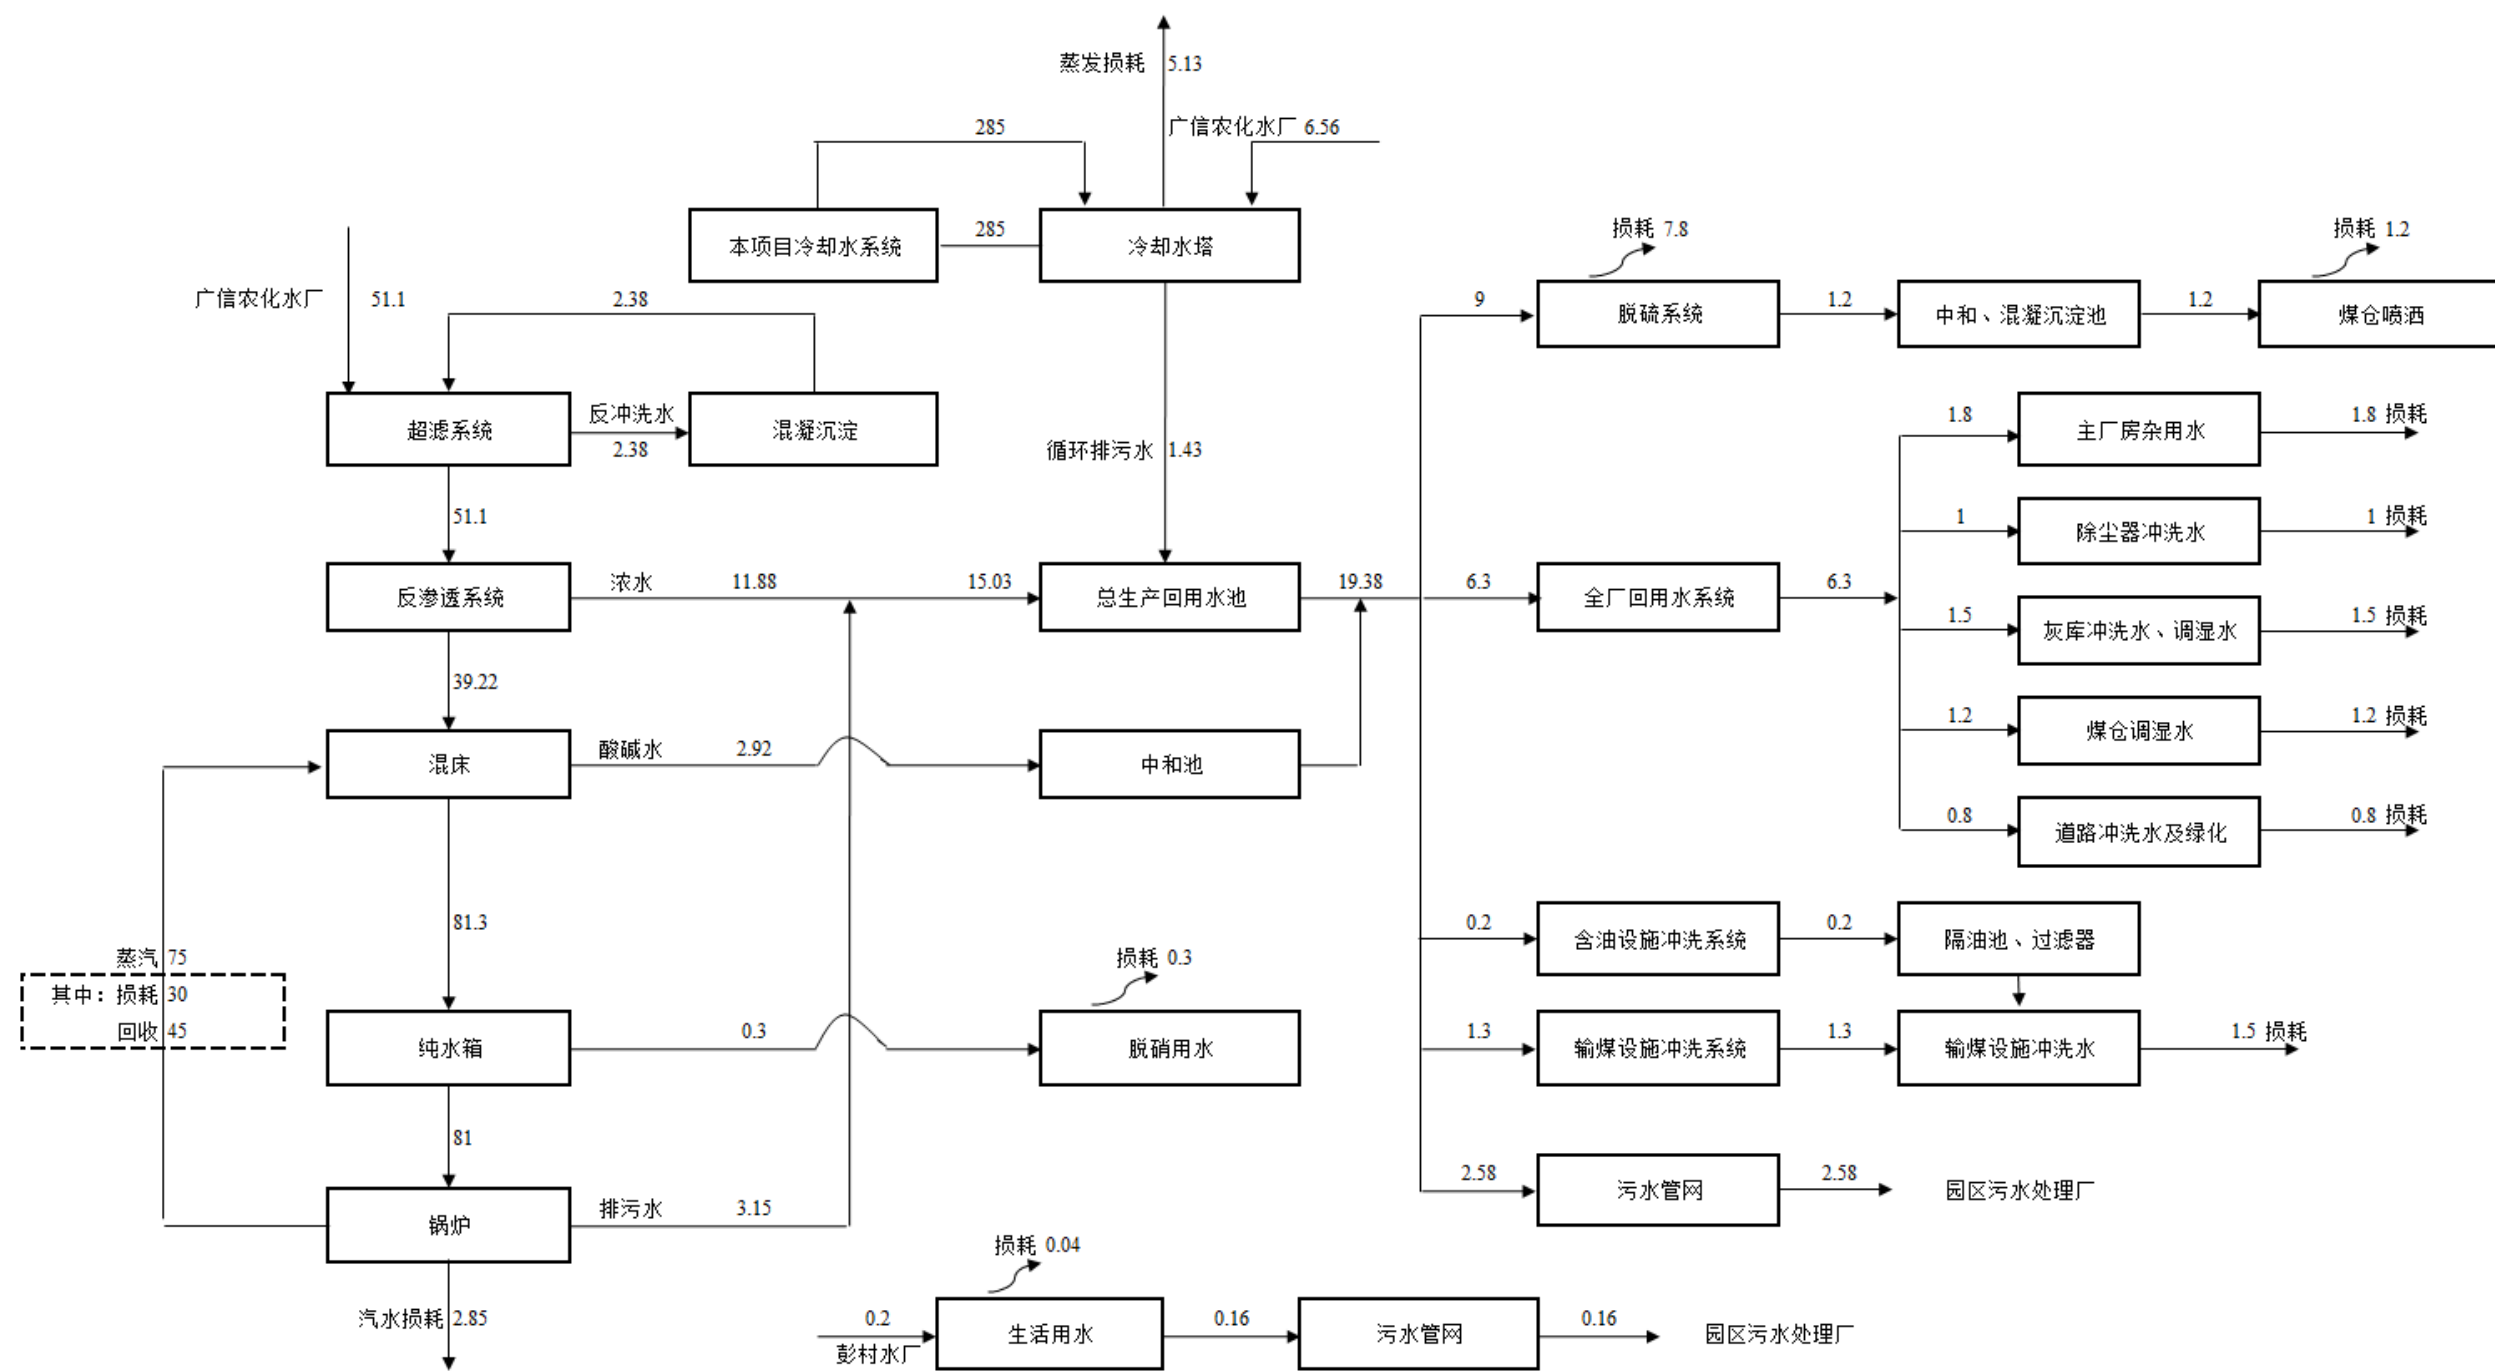 蒸发损耗 5.13
285
广信农化水厂 6.56
本项目冷却水系统
285
冷却水塔
损耗 7.8
损耗 1.2
广信农化水厂 51.1
2.38
9
脱硫系统
1.2
中和、混凝沉淀池
1.2
煤仓喷洒
超滤系统
反冲洗水
2.38
混凝沉淀
循环排污水 1.43
1.8
主厂房杂用水
1.8 损耗
51.1
1
除尘器冲洗水
1 损耗
反渗透系统
浓水
11.88
15.03
总生产回用水池
19.38
6.3
全厂回用水系统
6.3
1.5
灰库冲洗水、调湿水
1.5 损耗
39.22
1.2
煤仓调湿水
1.2 损耗
混床
酸碱水
2.92
中和池
0.8
道路冲洗水及绿化
0.8 损耗
81.3
0.2
含油设施冲洗系统
0.2
隔油池、过滤器
蒸汽 75
其中：损耗 30
回收 45
损耗 0.3
纯水箱
0.3
脱硝用水
1.3
输煤设施冲洗系统
1.3
输煤设施冲洗水
1.5 损耗
81
2.58
污水管网
2.58
园区污水处理厂
锅炉
排污水
3.15
损耗 0.04
汽水损耗 2.85
0.2
彭村水厂
生活用水
0.16
污水管网
0.16
园区污水处理厂